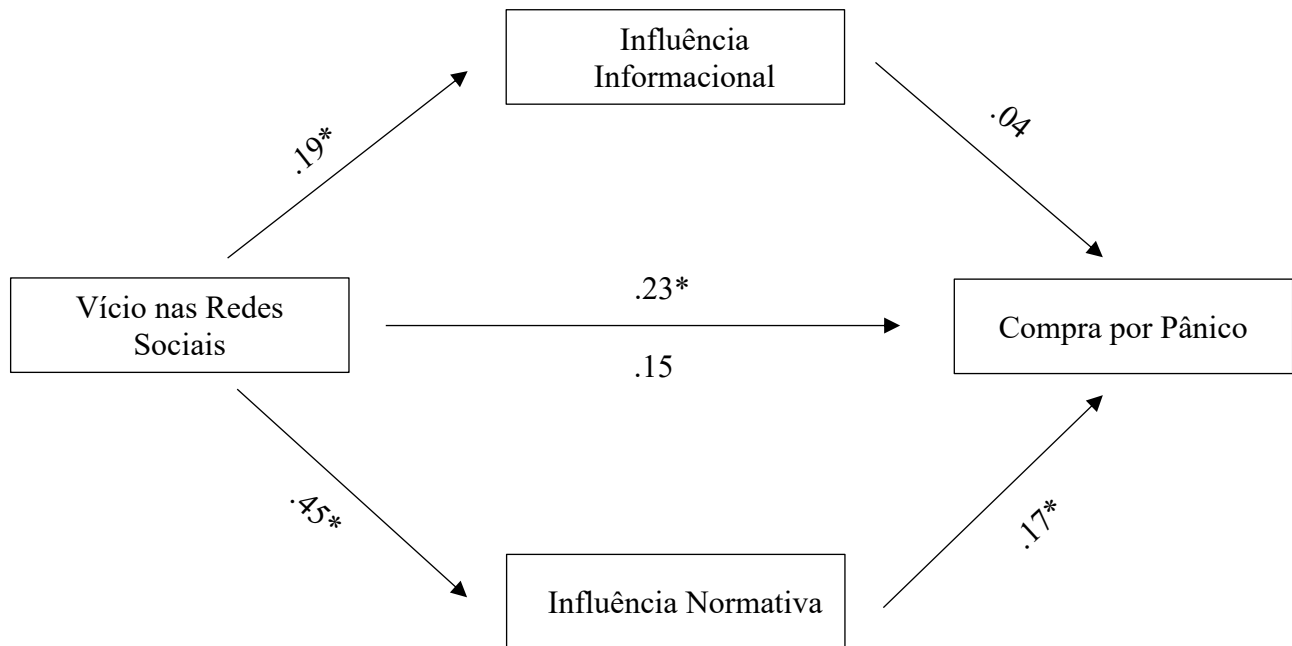 Influência
Informacional
.19*
.04
Vício nas Redes
Sociais
.23*
.15
Compra por Pânico
.45*
.17*
Influência Normativa